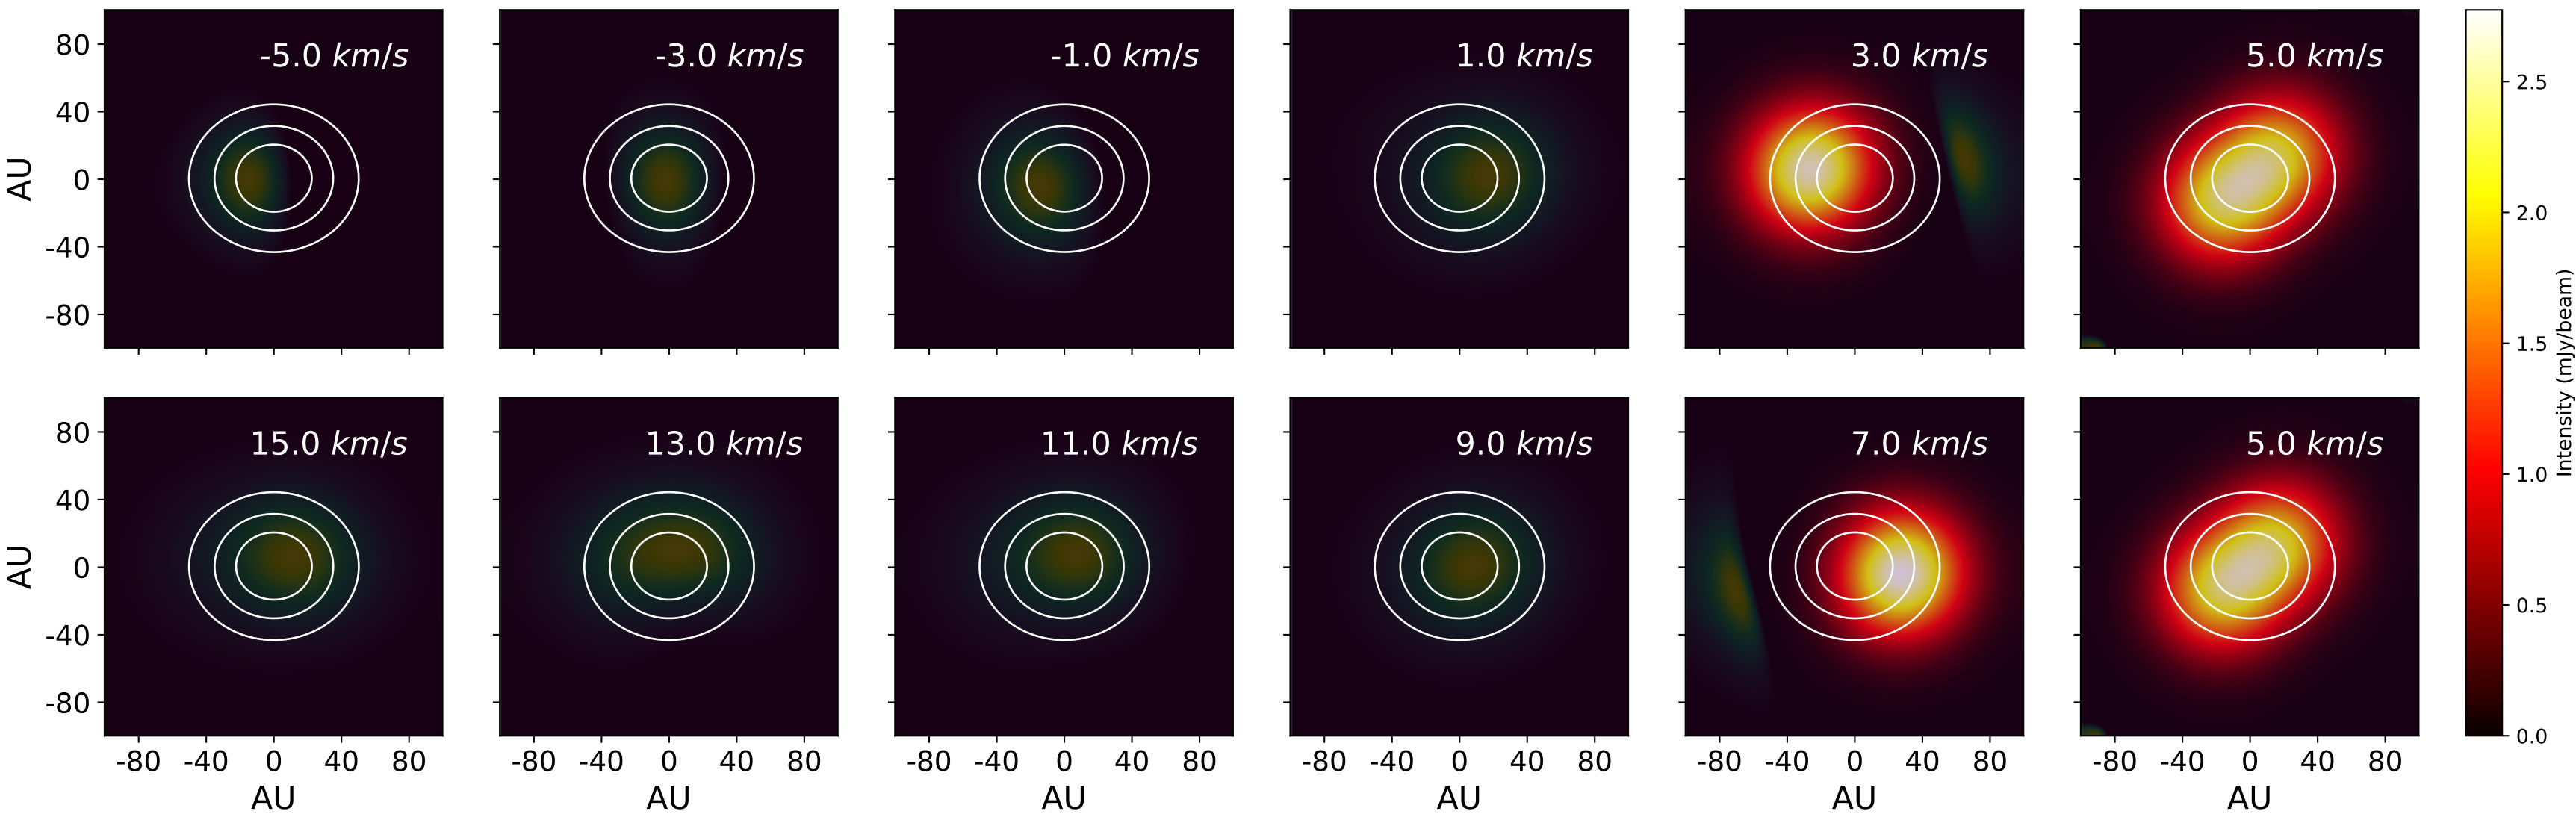 -5.0 km/s
-3.0 km/s
-1.0 km/s
1.0 km/s
3.0 km/s
5.0 km/s
80
40
0
-40
-80
AU
15.0 km/s
13.0 km/s
11.0 km/s
9.0 km/s
7.0 km/s
5.0 km/s
80
40
0
-40
-80
AU
-80 -40 0 40 80
-80 -40 0 40 80
-80 -40 0 40 80
-80 -40 0 40 80
-80 -40 0 40 80
-80 -40 0 40 80
AU
AU
AU
AU
AU
AU
2.5
2.0
1.5
1.0
0.5
0.0
Intensity (mJy/beam)